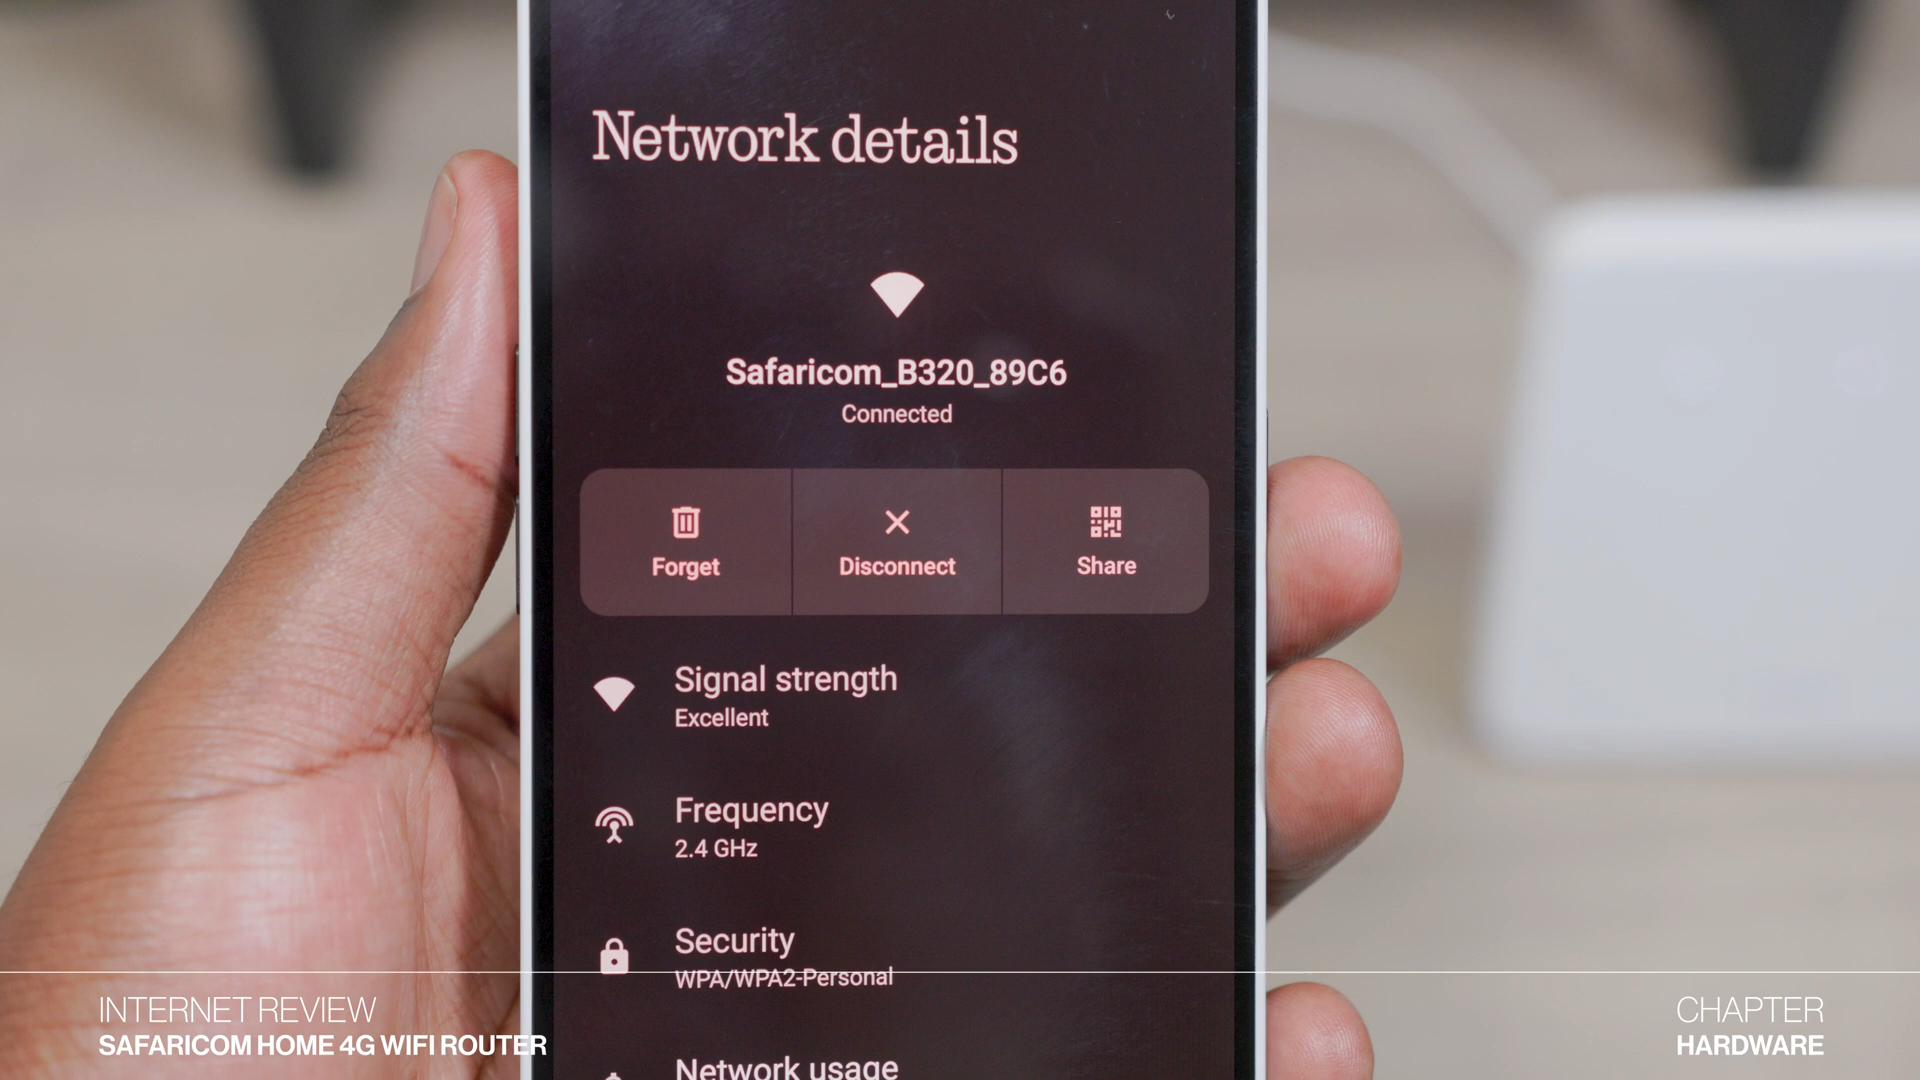 Network details
Safaricom_B320_89C6
Connected
Forget
Disconnect
Share
Signal strength
Excellent
Frequency
2.4 GHz
Security
WPA/WPA2-Personal
Network usage
INTERNET REVIEW
SAFARICOM HOME 4G WIFI ROUTER
CHAPTER
HARDWARE